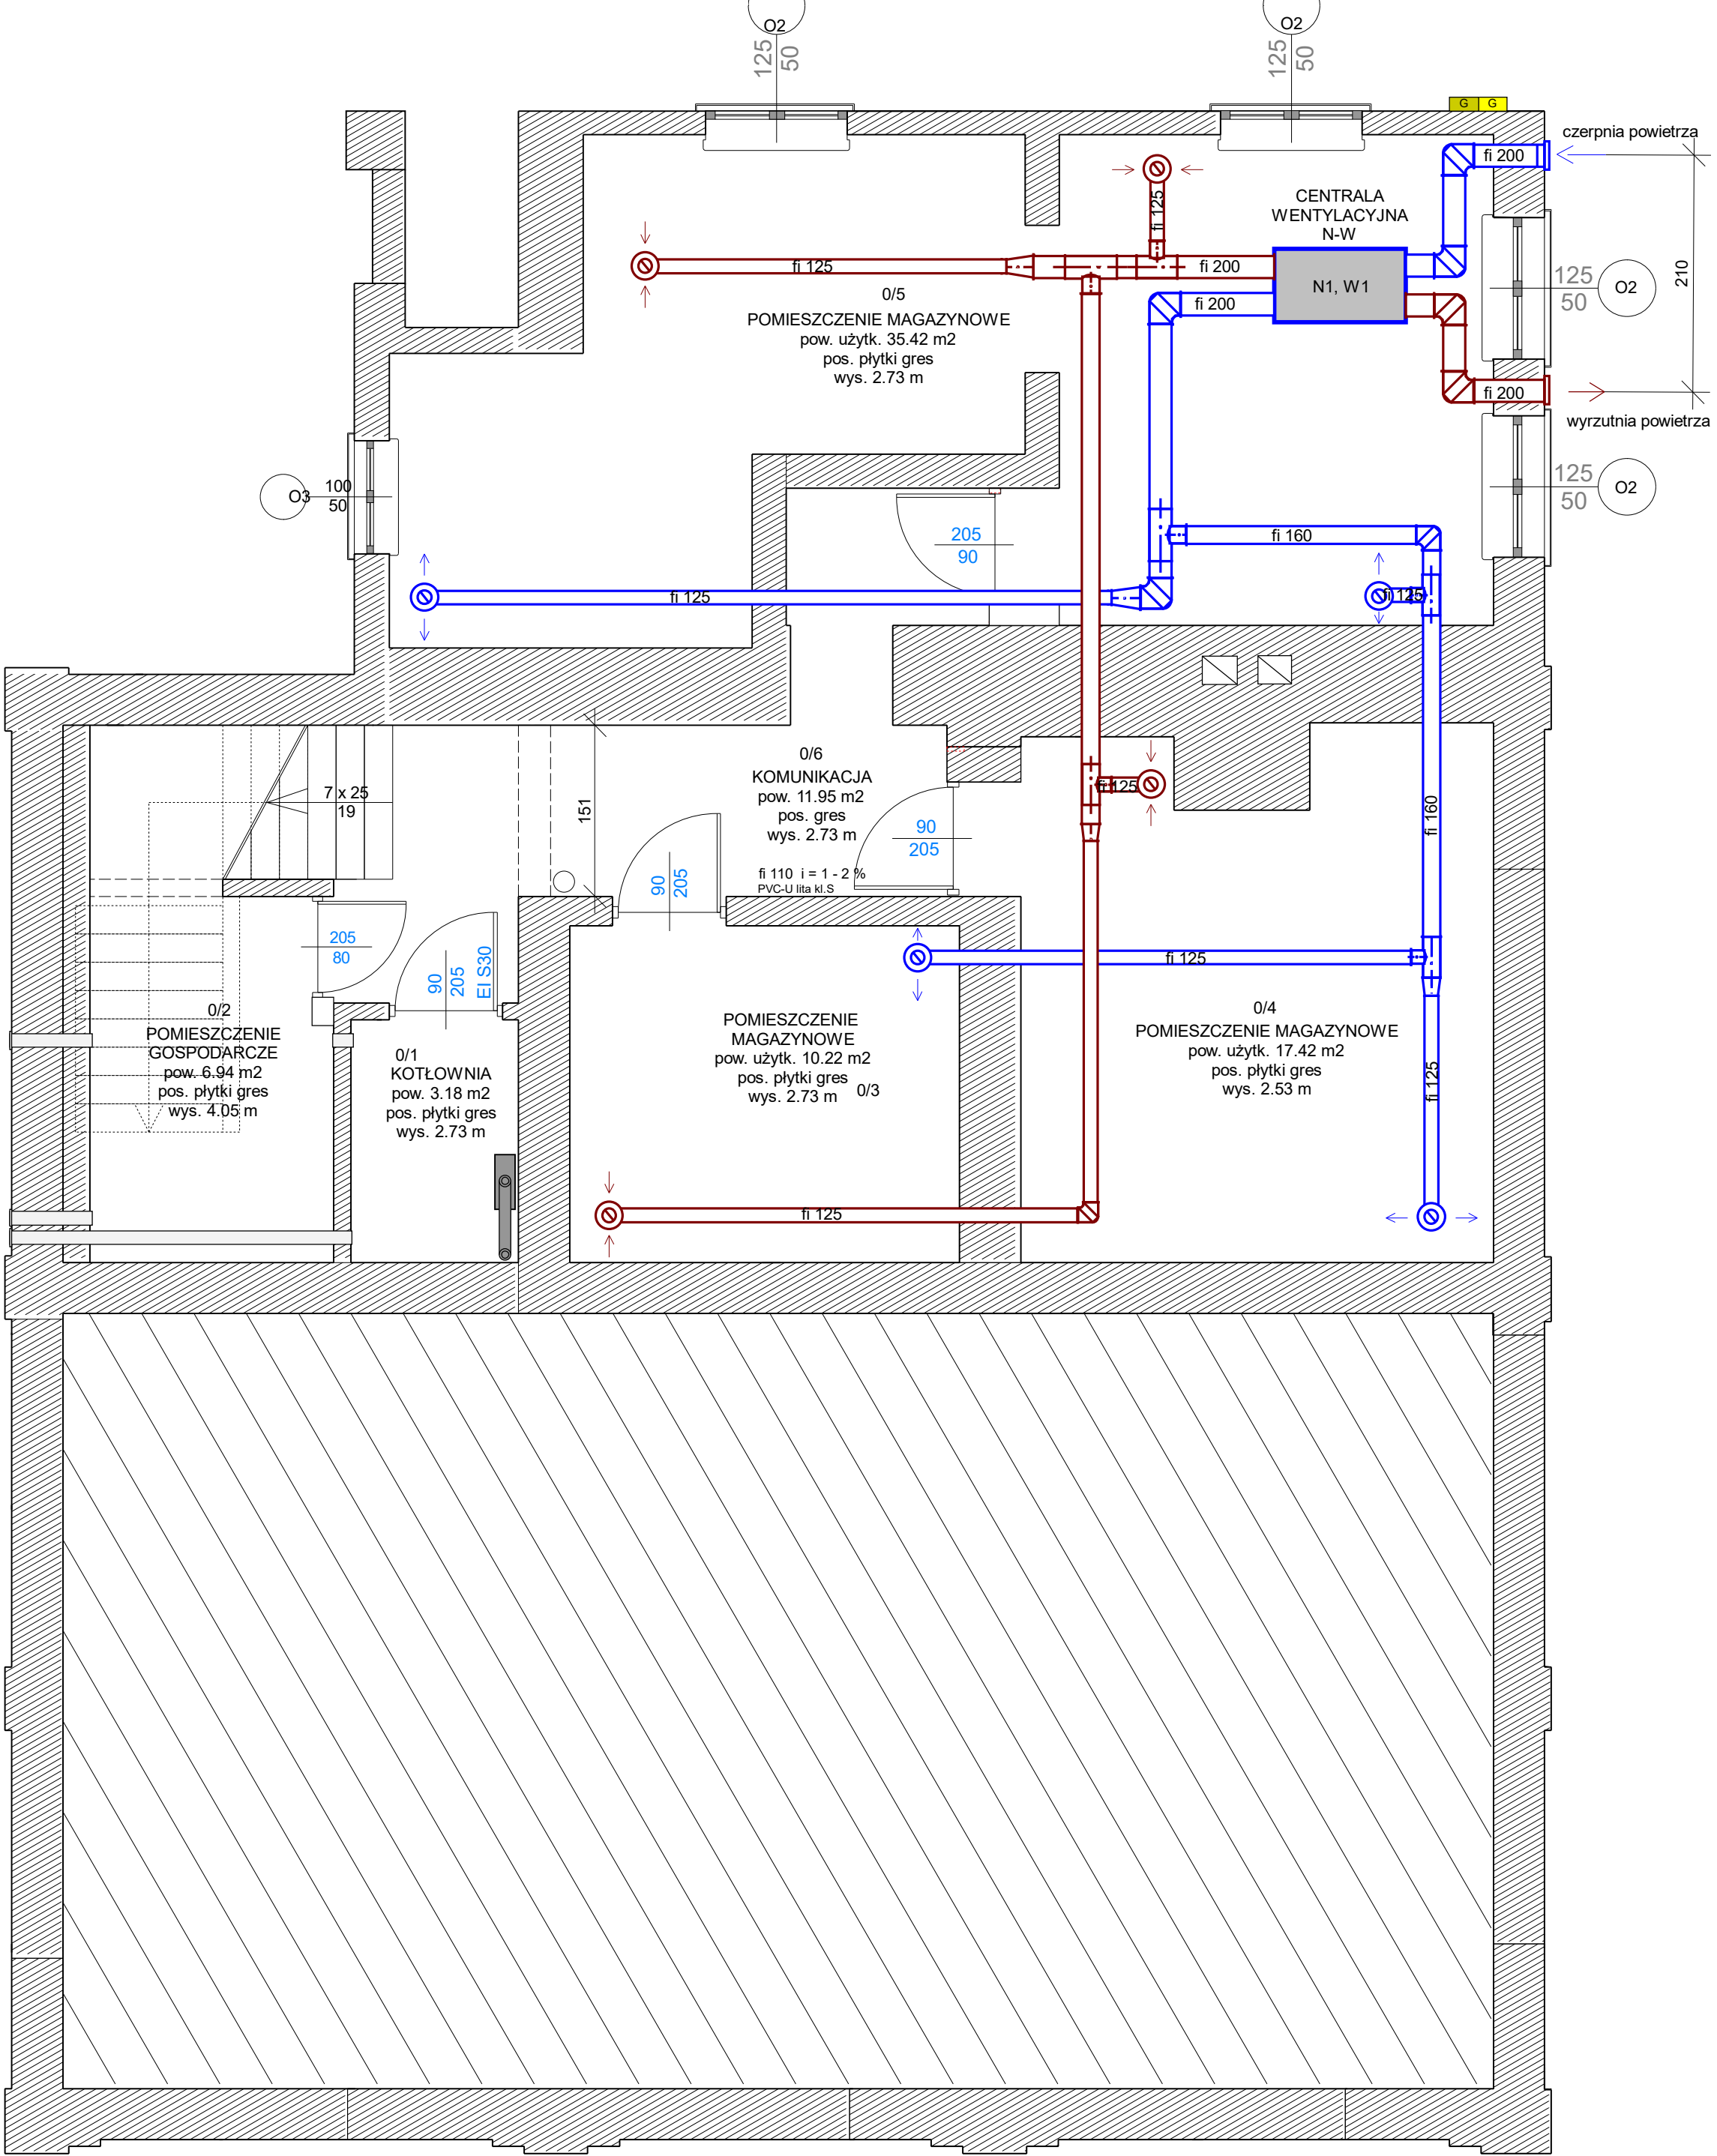 O2
125
50
O2
125
50
G
G
czerpnia powietrza
fi 200
CENTRALA
WENTYLACYJNA
N-W
fi 125
fi 125
fi 200
N1, W1
fi 200
125
50
O2
210
0/5
POMIESZCZENIE MAGAZYNOWE
pow. użytk. 35.42 m2
pos. płytki gres
wys. 2.73 m
fi 200
wyrzutnia powietrza
O3
100
50
125
50
O2
205
90
fi 160
fi 125
fi 125
0/6
KOMUNIKACJA
pow. 11.95 m2
pos. gres
wys. 2.73 m
7 x 25
19
151
fi 125
fi 160
90
205
90
205
fi 110 i = 1 - 2 %
PVC-U lita kl.S
205
80
90
205
EI S30
fi 125
0/2
POMIESZCZENIE
GOSPODARCZE
pow. 6.94 m2
pos. płytki gres
wys. 4.05 m
0/1
KOTŁOWNIA
pow. 3.18 m2
pos. płytki gres
wys. 2.73 m
POMIESZCZENIE
MAGAZYNOWE
pow. użytk. 10.22 m2
pos. płytki gres
wys. 2.73 m
0/3
0/4
POMIESZCZENIE MAGAZYNOWE
pow. użytk. 17.42 m2
pos. płytki gres
wys. 2.53 m
fi 125
fi 125